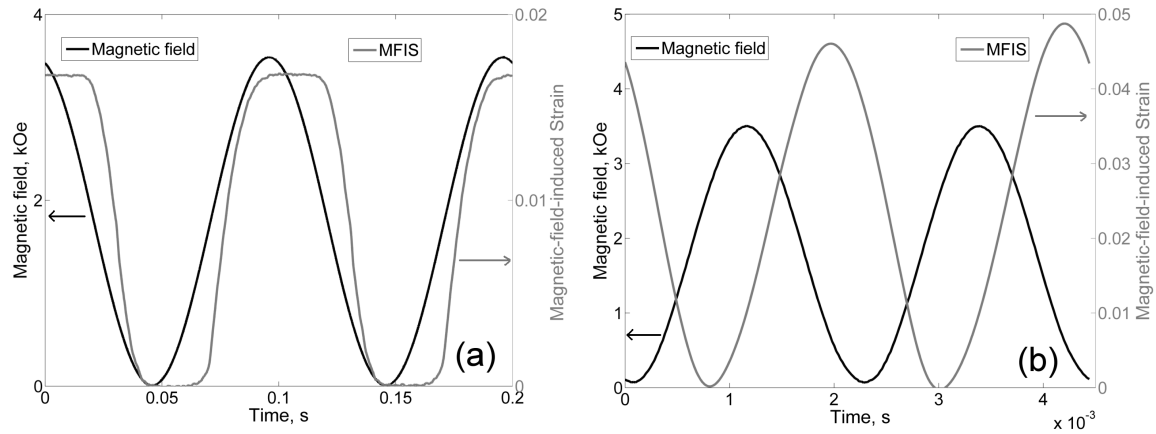 4
2
0
Magnetic field, kOe
Magnetic field
MFIS
0.02
0.01
0
Magnetic-field-induced Strain
0
0.05
0.1
0.15
0.2
Time, s
(a)
5
4
3
2
1
0
Magnetic field, kOe
Magnetic field
MFIS
0.05
0.04
0.03
0.02
0.01
0
Magnetic-field-induced Strain
0
1
2
3
4
Time, s
x 10⁻³
(b)